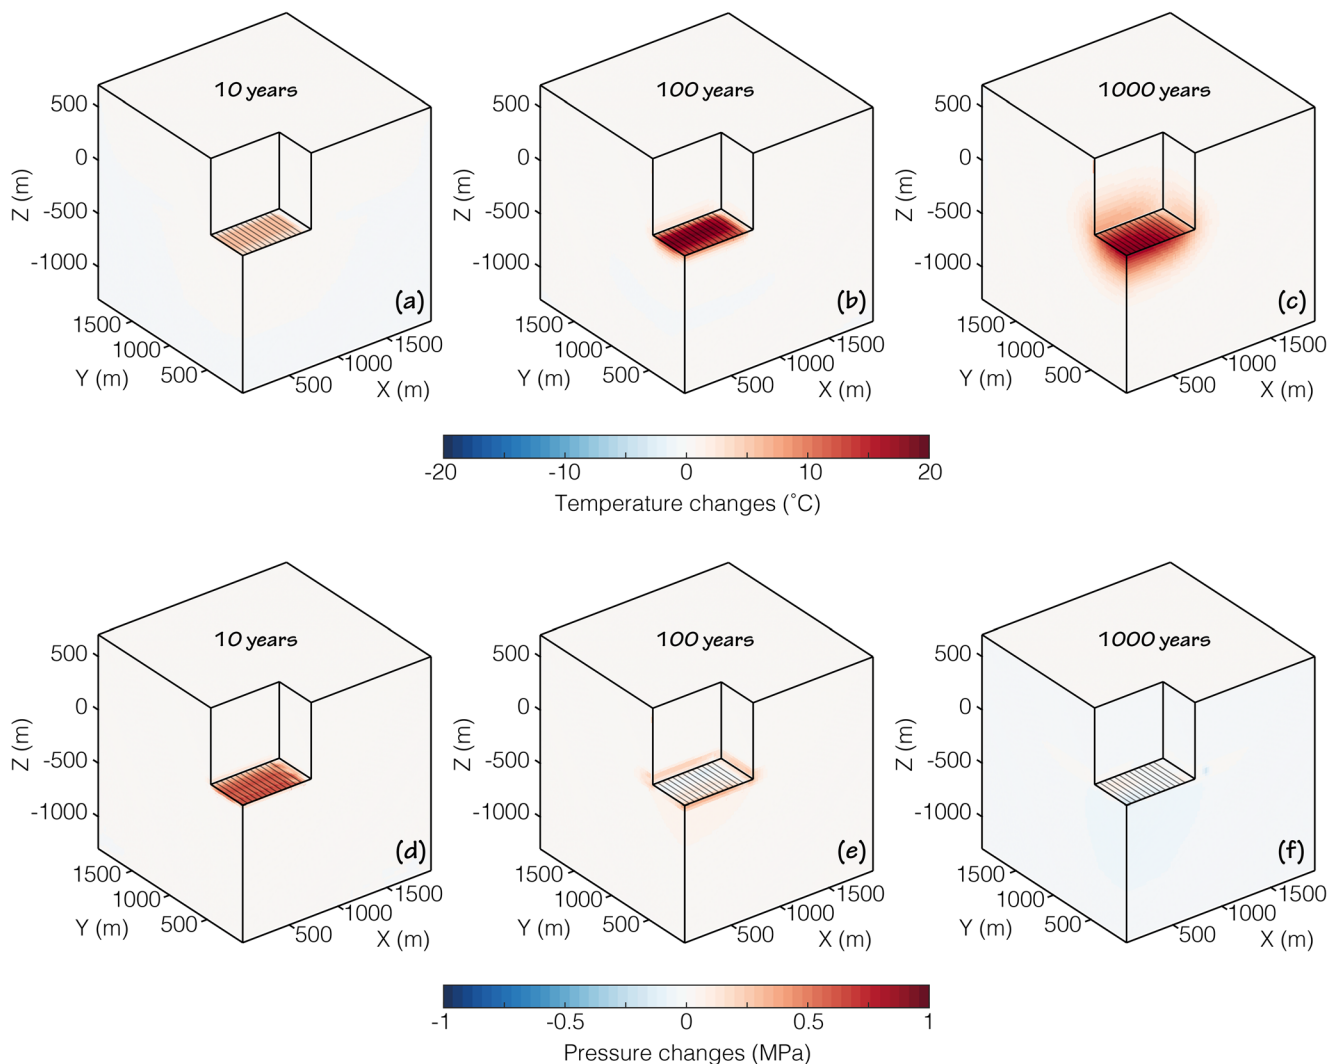 10 years
500
0
-500
-1000
Z (m)
1500
1000
500
Y (m)
500
1000
1500
X (m)
(a)
100 years
500
0
-500
-1000
Z (m)
1500
1000
500
Y (m)
500
1000
1500
X (m)
(b)
1000 years
500
0
-500
-1000
Z (m)
1500
1000
500
Y (m)
500
1000
1500
X (m)
(c)
-20 -10 0 10 20
Temperature changes (˚C)
10 years
500
0
-500
-1000
Z (m)
1500
1000
500
Y (m)
500
1000
1500
X (m)
(d)
100 years
500
0
-500
-1000
Z (m)
1500
1000
500
Y (m)
500
1000
1500
X (m)
(e)
1000 years
500
0
-500
-1000
Z (m)
1500
1000
500
Y (m)
500
1000
1500
X (m)
(f)
-1 -0.5 0 0.5 1
Pressure changes (MPa)